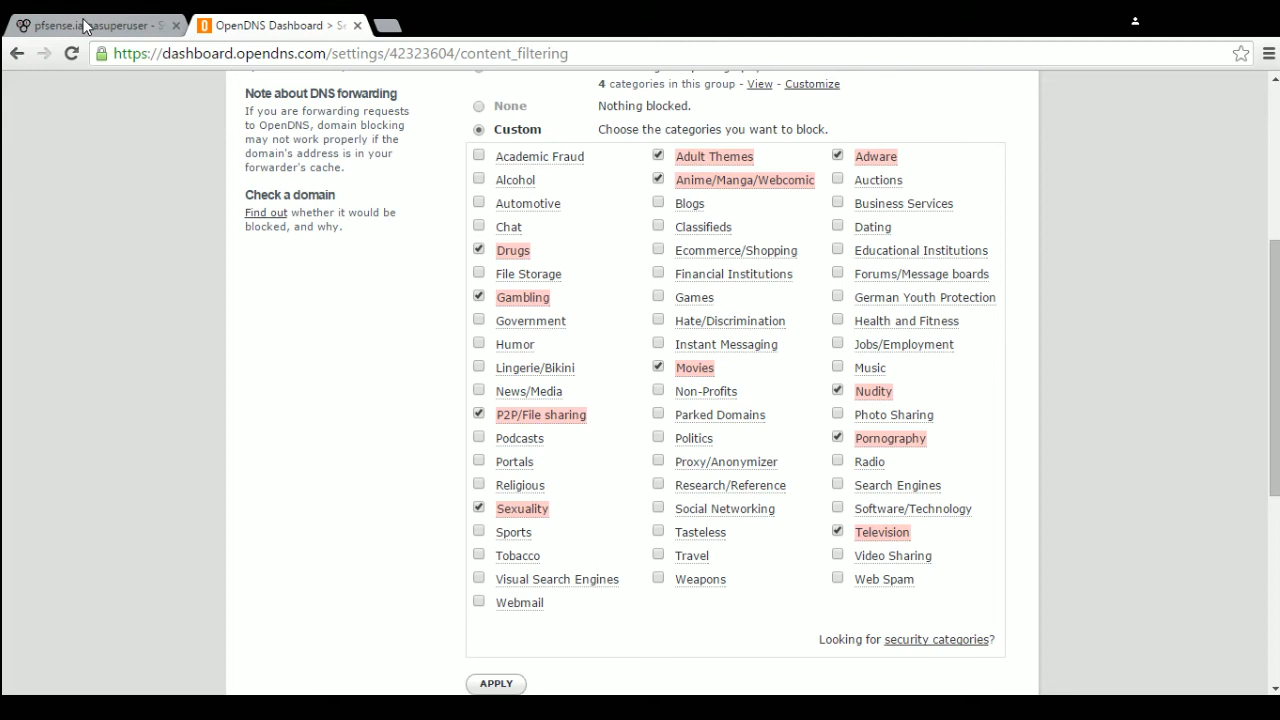 pfsense.iamasuperuser - S
OpenDNS Dashboard > Se
https://dashboard.opendns.com/settings/42323604/content_filtering
4 categories in this group - View - Customize
Note about DNS forwarding
If you are forwarding requests
to OpenDNS, domain blocking
may not work properly if the
domain's address is in your
forwarder's cache.
Check a domain
Find out whether it would be
blocked, and why.
None Nothing blocked.
Custom Choose the categories you want to block.
Academic Fraud Adult Themes Adware
Alcohol Anime/Manga/Webcomic Auctions
Automotive Blogs Business Services
Chat Classifieds Dating
Drugs Ecommerce/Shopping Educational Institutions
File Storage Financial Institutions Forums/Message boards
Gambling Games German Youth Protection
Government Hate/Discrimination Health and Fitness
Humor Instant Messaging Jobs/Employment
Lingerie/Bikini Movies Music
News/Media Non-Profits Nudity
P2P/File sharing Parked Domains Photo Sharing
Podcasts Politics Pornography
Portals Proxy/Anonymizer Radio
Religious Research/Reference Search Engines
Sexuality Social Networking Software/Technology
Sports Tasteless Television
Tobacco Travel Video Sharing
Visual Search Engines Weapons Web Spam
Webmail
Looking for security categories?
APPLY